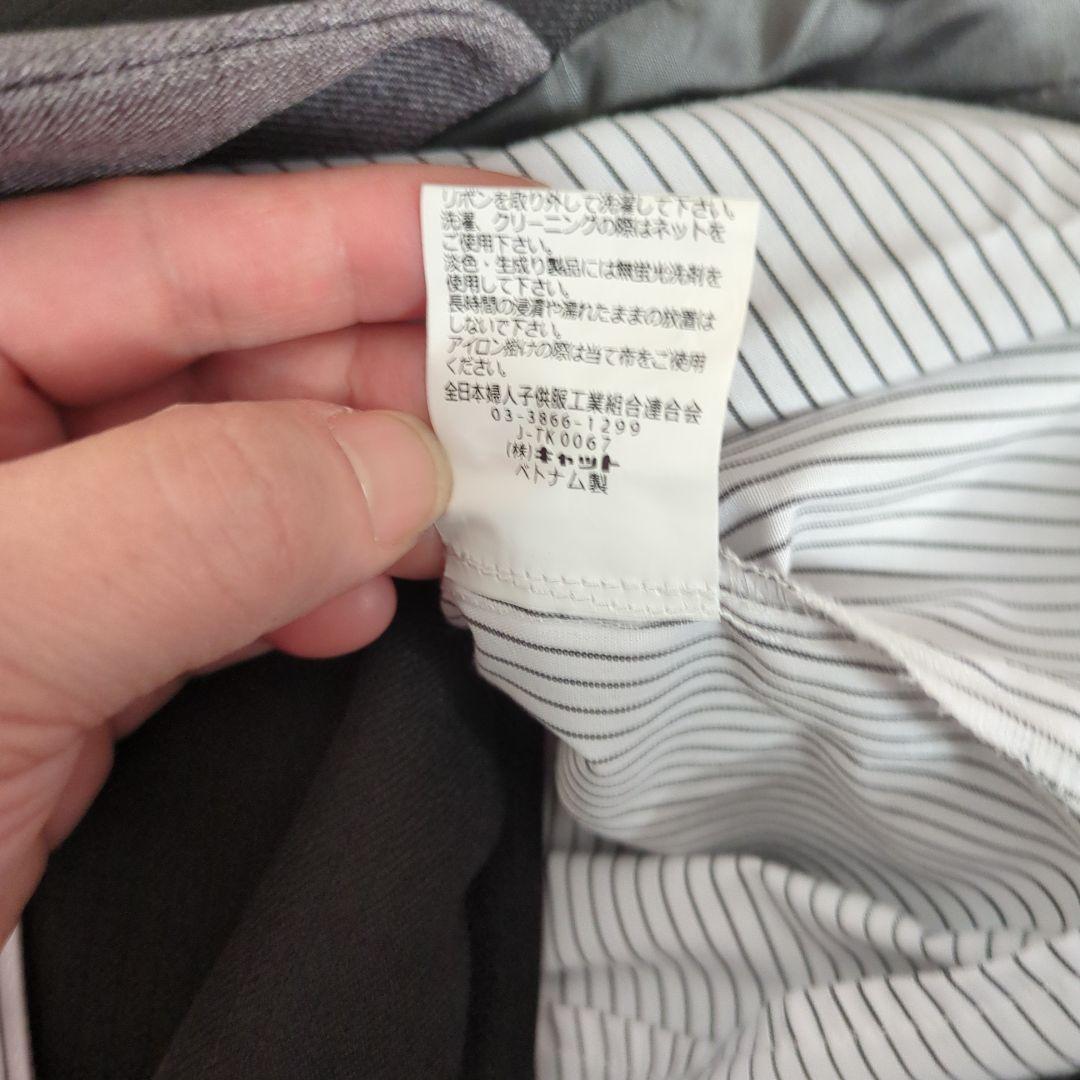 リボンを取り外して洗濯して下さい。
洗濯、クリーニングの際はネットを
ご使用下さい。
淡色・生成り製品には無蛍光洗剤を
使用して下さい。
長時間の浸漬や濡れたままの放置は
しないで下さい。
アイロン掛けの際は当て布をご使用
ください。
全日本婦人子供服工業組合連合会
03-3866-1299
J-TK0067
(株)キャット
ベトナム製